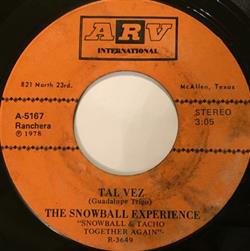 ARV
INTERNATIONAL
821 North 23rd.
McAllen, Texas
A-5167
Ranchera
℗ 1978
STEREO
3:05
TAL VEZ
(Guadalupe Trigo)
THE SNOWBALL EXPERIENCE
"SNOWBALL & TACHO
TOGETHER AGAIN"
R-3649